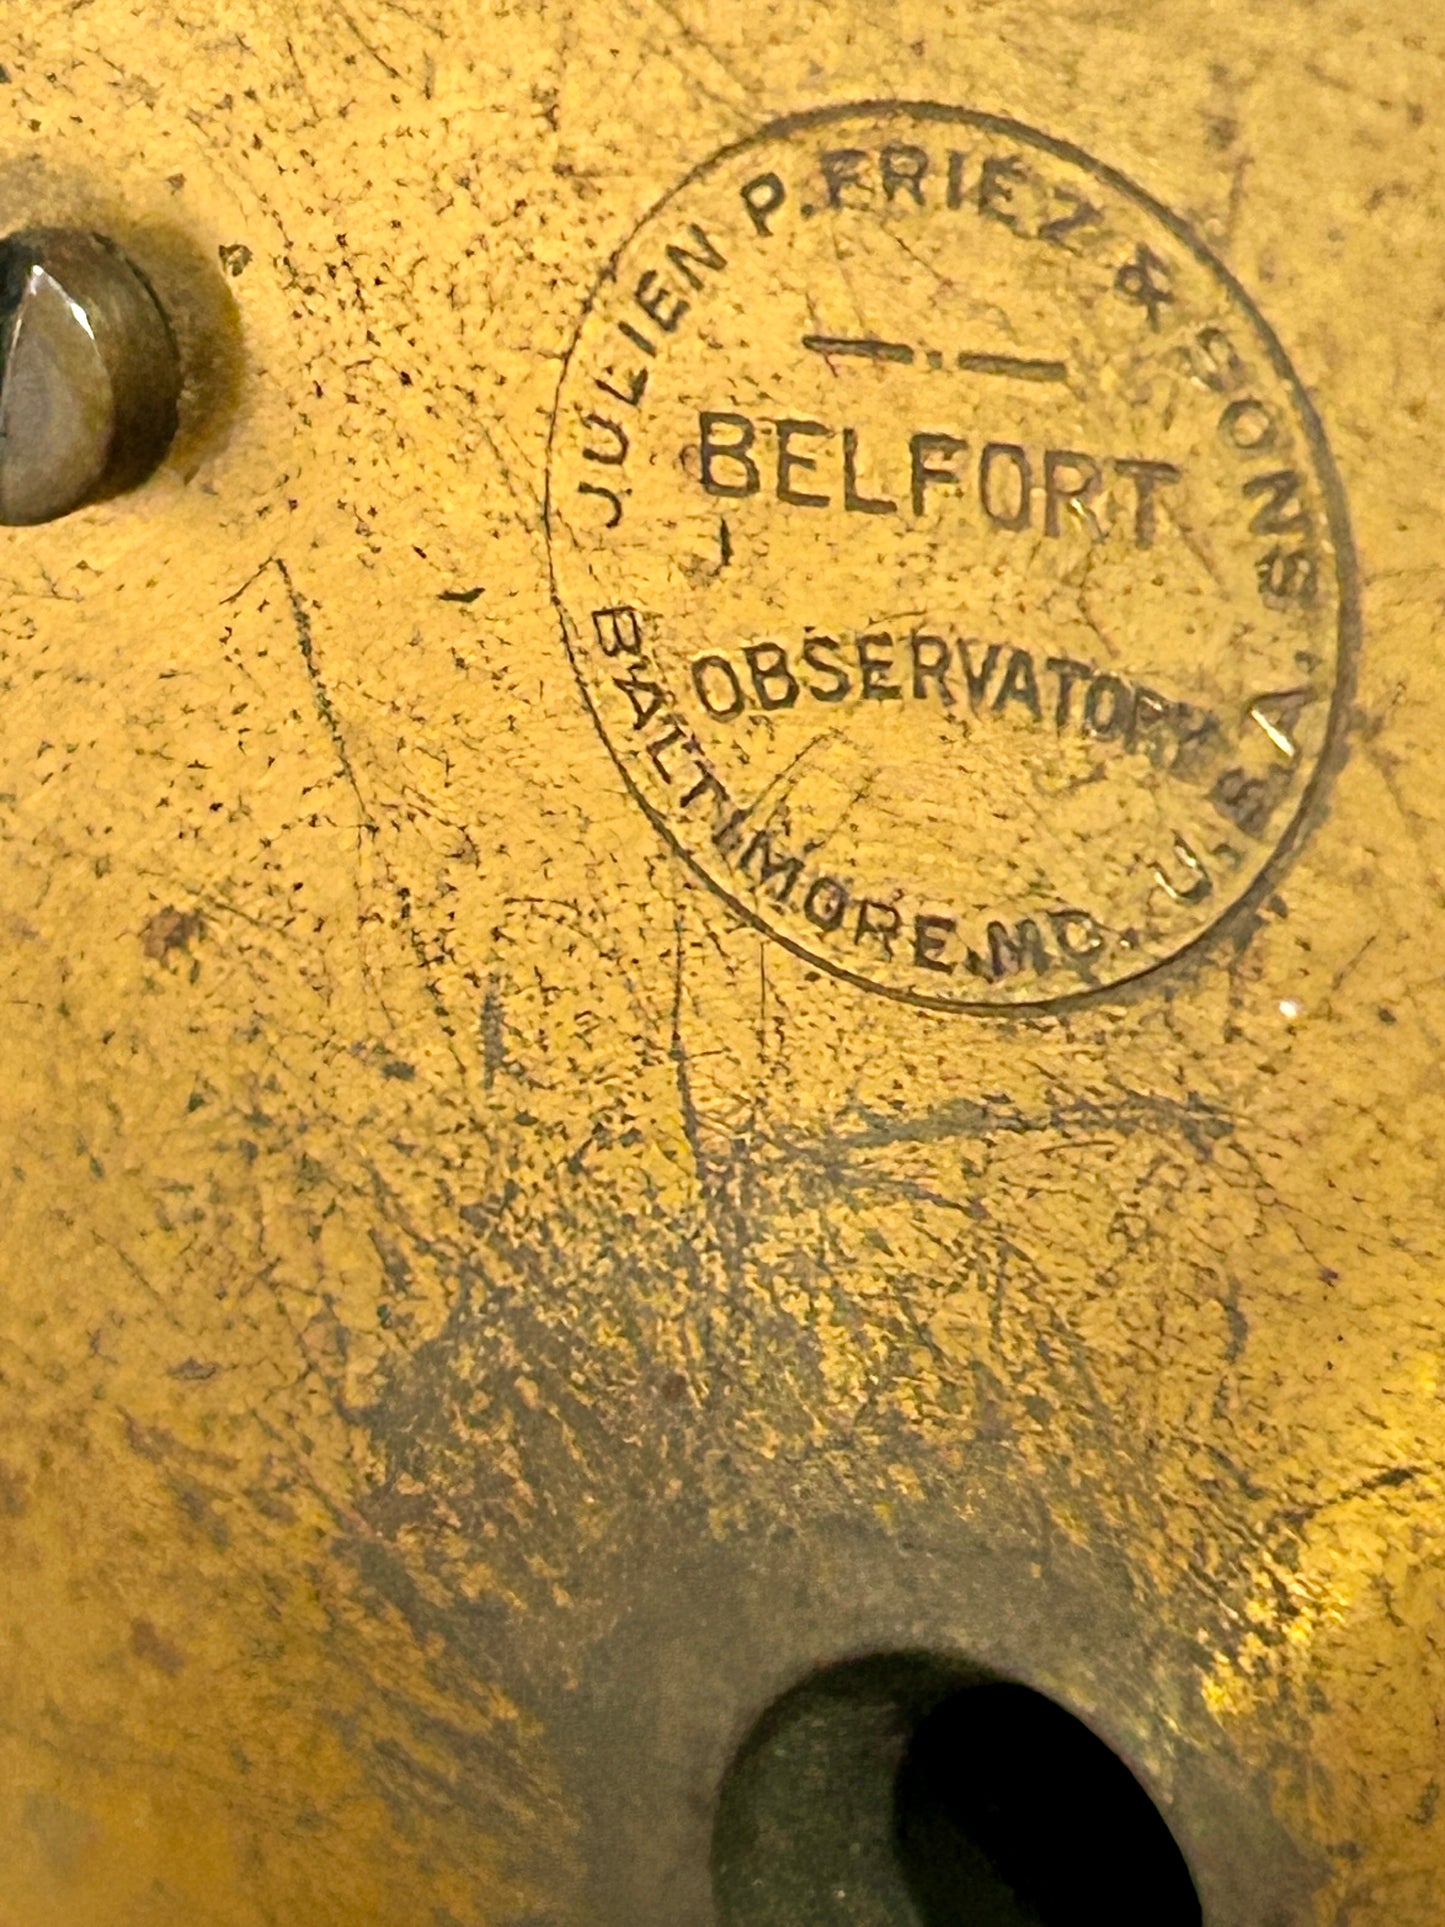 JULIEN P. FRIEZ & SONS.
BELFORT
OBSERVATORY
BALTIMORE, MD. U.S.A.